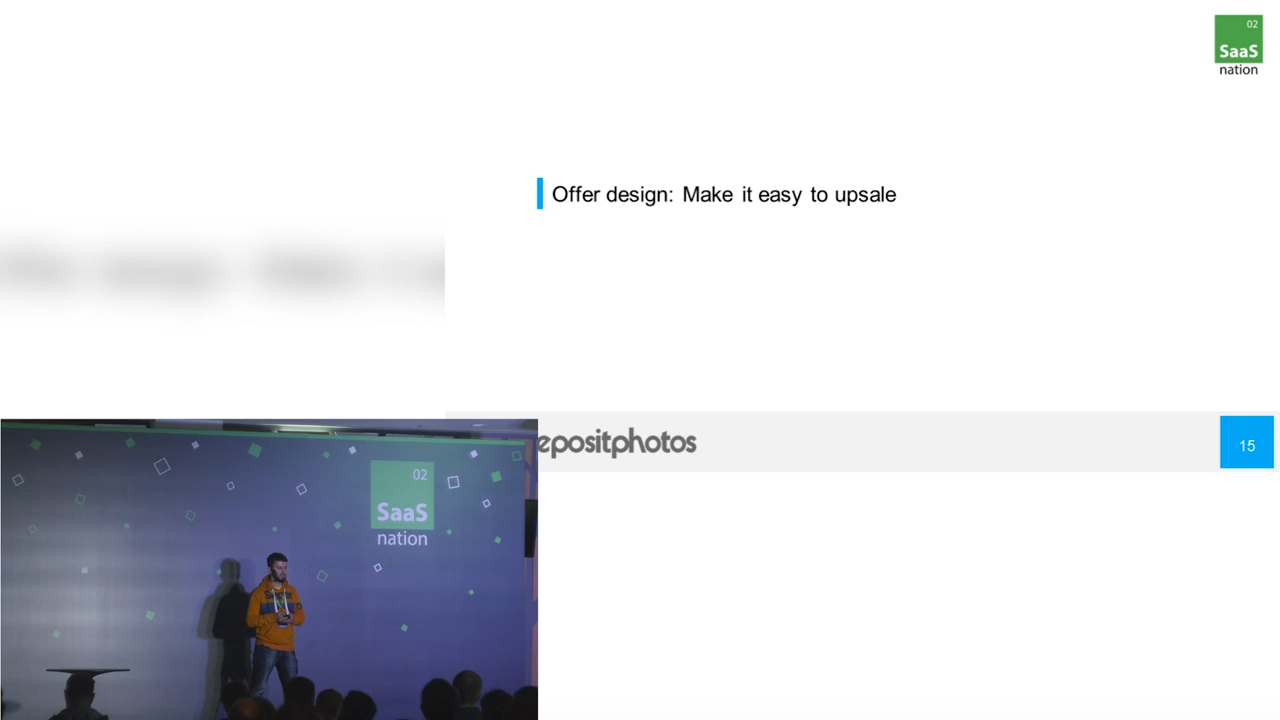 02
SaaS
nation
Offer design: Make it easy to upsale
epositphotos
15
02
SaaS
nation